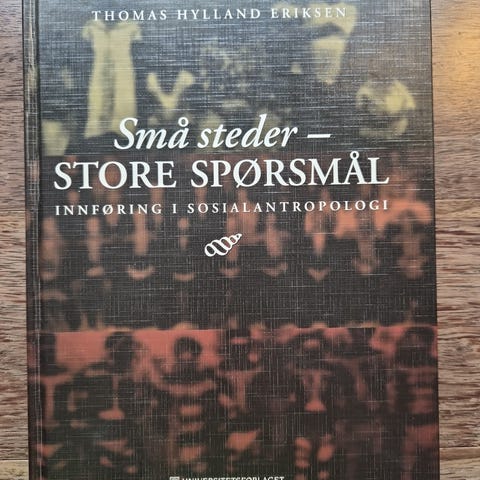 THOMAS HYLLAND ERIKSEN
Små steder –
STORE SPØRSMÅL
INNFØRING I SOSIALANTROPOLOGI
UNIVERSITETSFORLAGET